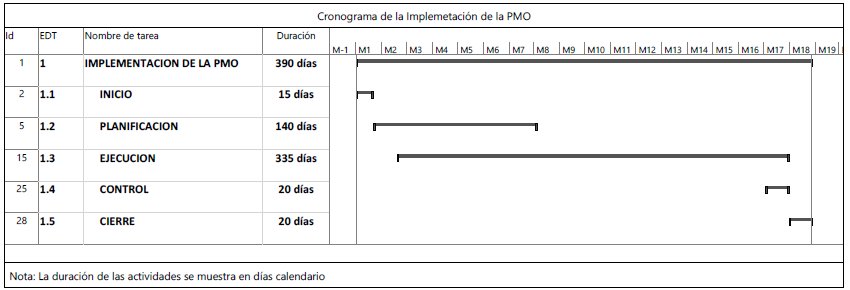 Cronograma de la Implemetación de la PMO
Id EDT Nombre de tarea Duración
M-1 M1 M2 M3 M4 M5 M6 M7 M8 M9 M10 M11 M12 M13 M14 M15 M16 M17 M18 M19
1 1 IMPLEMENTACION DE LA PMO 390 días
2 1.1 INICIO 15 días
5 1.2 PLANIFICACION 140 días
15 1.3 EJECUCION 335 días
25 1.4 CONTROL 20 días
28 1.5 CIERRE 20 días
Nota: La duración de las actividades se muestra en días calendario